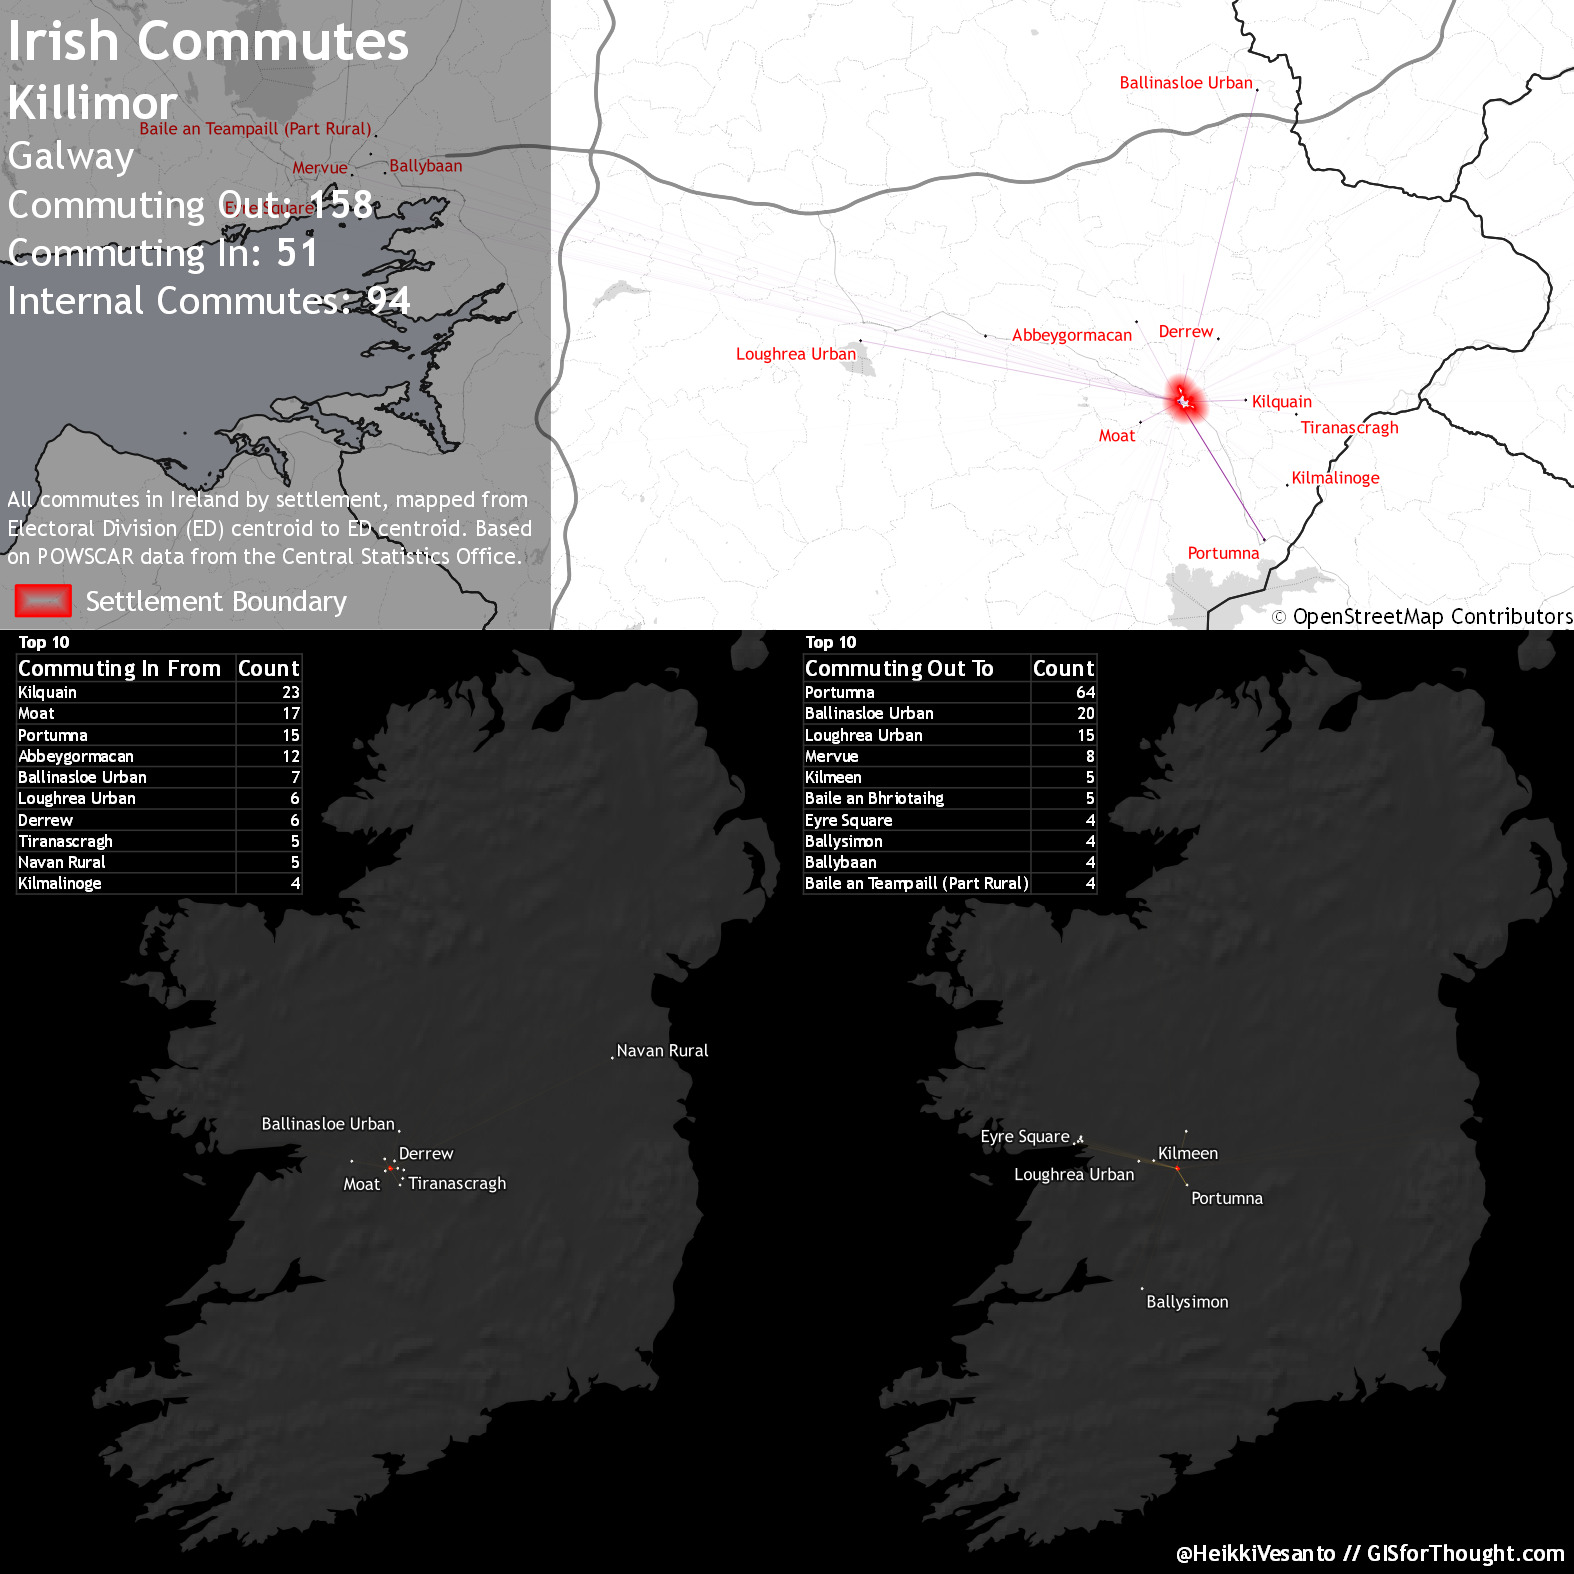 Irish Commutes
Killimor
Galway
Commuting Out: 158
Commuting In: 51
Internal Commutes: 94
Baile an Teampaill (Part Rural)
Mervue
Ballybaan
Eyre Square
All commutes in Ireland by settlement, mapped from
Electoral Division (ED) centroid to ED centroid. Based
on POWSCAR data from the Central Statistics Office.
Settlement Boundary
Ballinasloe Urban
Abbeygormacan
Derrew
Loughrea Urban
Kilquain
Tiranascragh
Moat
Kilmalinoge
Portumna
© OpenStreetMap Contributors
Top 10
Commuting In From Count
Kilquain 23
Moat 17
Portumna 15
Abbeygormacan 12
Ballinasloe Urban 7
Loughrea Urban 6
Derrew 6
Tiranascragh 5
Navan Rural 5
Kilmalinoge 4
Navan Rural
Ballinasloe Urban
Derrew
Moat
Tiranascragh
Top 10
Commuting Out To Count
Portumna 64
Ballinasloe Urban 20
Loughrea Urban 15
Mervue 8
Kilmeen 5
Baile an Bhriotaihg 5
Eyre Square 4
Ballysimon 4
Ballybaan 4
Baile an Teampaill (Part Rural) 4
Eyre Square
Kilmeen
Loughrea Urban
Portumna
Ballysimon
@HeikkiVesanto // GISforThought.com